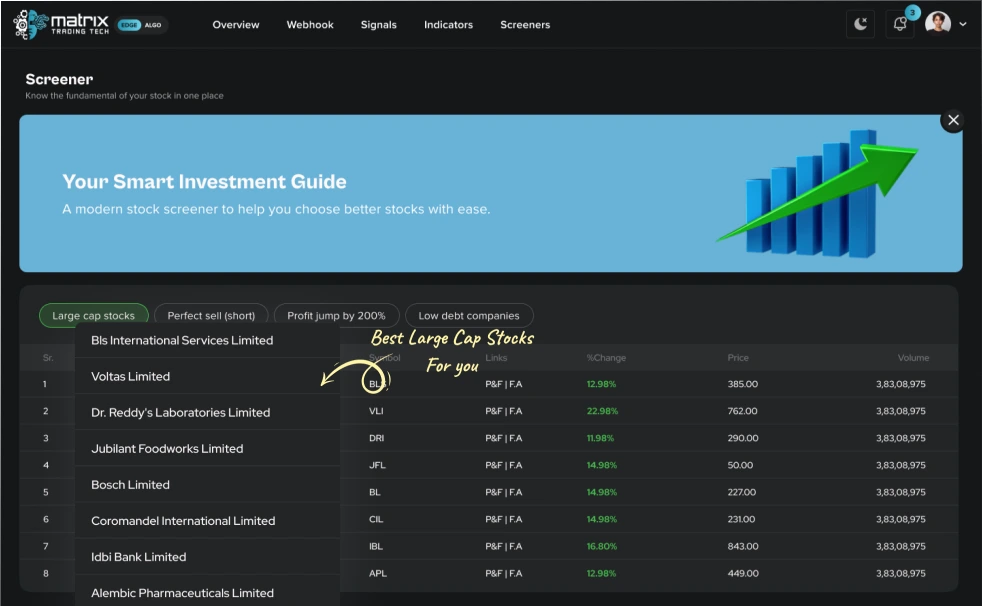 matrix
TRADING TECH
EDGE ALGO
Overview Webhook Signals Indicators Screeners
3
Screener
Know the fundamental of your stock in one place
Your Smart Investment Guide
A modern stock screener to help you choose better stocks with ease.
Large cap stocks Perfect sell (short) Profit jump by 200% Low debt companies
Best Large Cap Stocks
For you
Sr. Symbol Links %Change Price Volume
Bls International Services Limited
1 P&F | F.A 12.98% 385.00 3,83,08,975
Voltas Limited
2 VLI P&F | F.A 22.98% 762.00 3,83,08,975
Dr. Reddy's Laboratories Limited
3 DRI P&F | F.A 11.98% 290.00 3,83,08,975
Jubilant Foodworks Limited
4 JFL P&F | F.A 14.98% 50.00 3,83,08,975
Bosch Limited
5 BL P&F | F.A 14.98% 227.00 3,83,08,975
Coromandel International Limited
6 CIL P&F | F.A 14.98% 231.00 3,83,08,975
Idbi Bank Limited
7 IBL P&F | F.A 16.80% 843.00 3,83,08,975
Alembic Pharmaceuticals Limited
8 APL P&F | F.A 12.98% 449.00 3,83,08,975